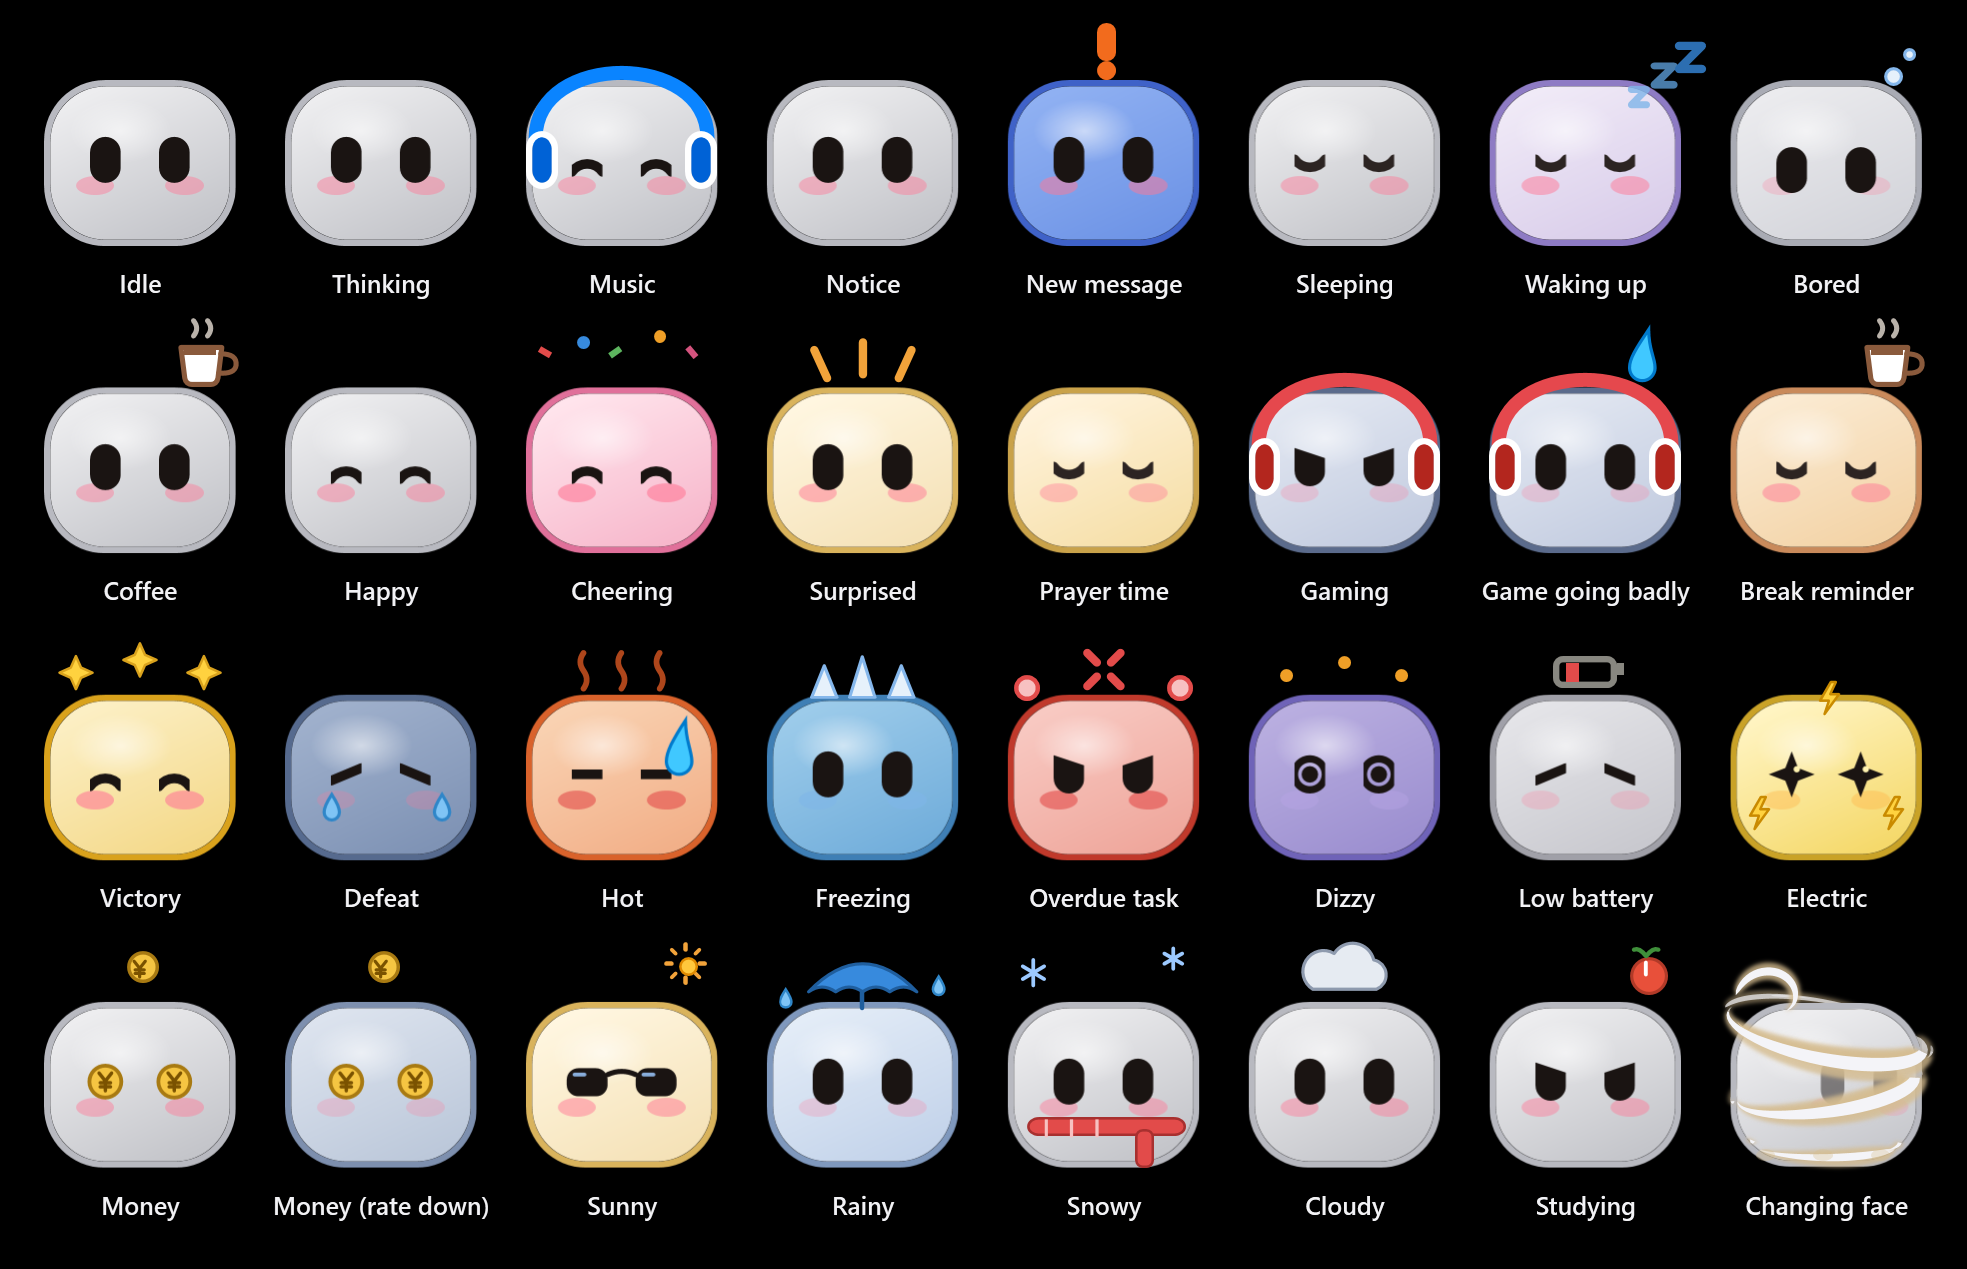 Idle
Thinking
Music
Notice
New message
Sleeping
Waking up
Bored
Coffee
Happy
Cheering
Surprised
Prayer time
Gaming
Game going badly
Break reminder
Victory
Defeat
Hot
Freezing
Overdue task
Dizzy
Low battery
Electric
Money
Money (rate down)
Sunny
Rainy
Snowy
Cloudy
Studying
Changing face